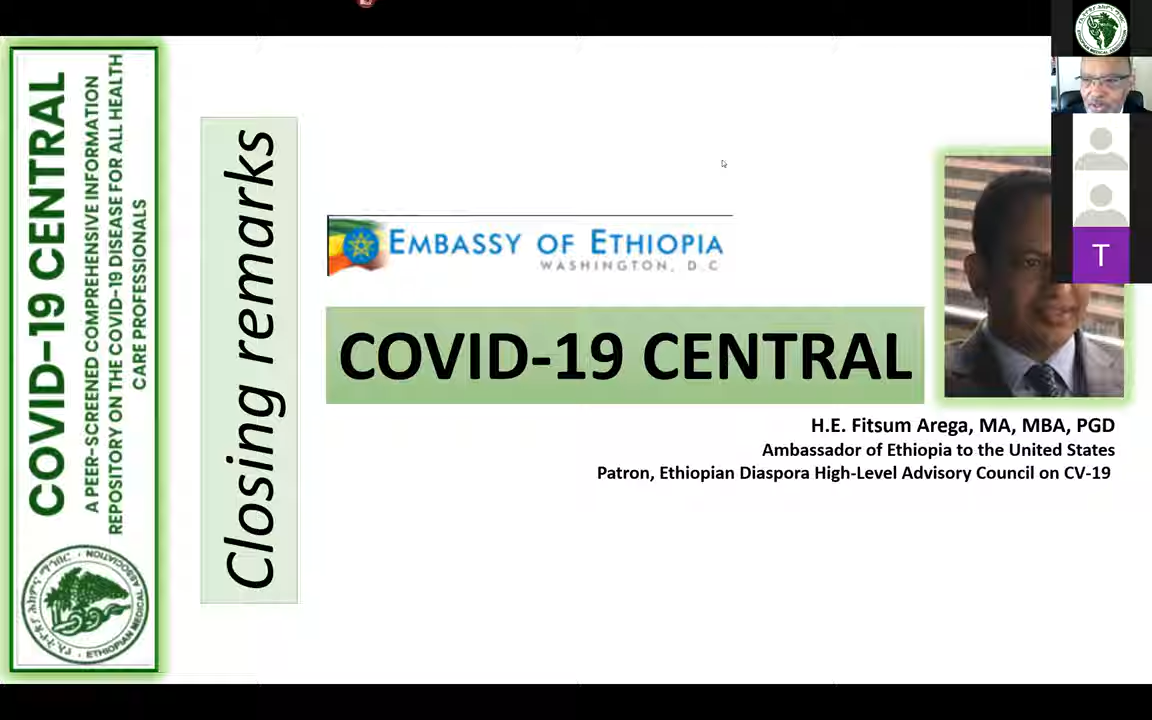 COVID-19 CENTRAL
A PEER-SCREENED COMPREHENSIVE INFORMATION
REPOSITORY ON THE COVID-19 DISEASE FOR ALL HEALTH
CARE PROFESSIONALS
ETHIOPIAN MEDICAL ASSOCIATION
Closing remarks
EMBASSY OF ETHIOPIA
WASHINGTON, D.C
COVID-19 CENTRAL
H.E. Fitsum Arega, MA, MBA, PGD
Ambassador of Ethiopia to the United States
Patron, Ethiopian Diaspora High-Level Advisory Council on CV-19
T